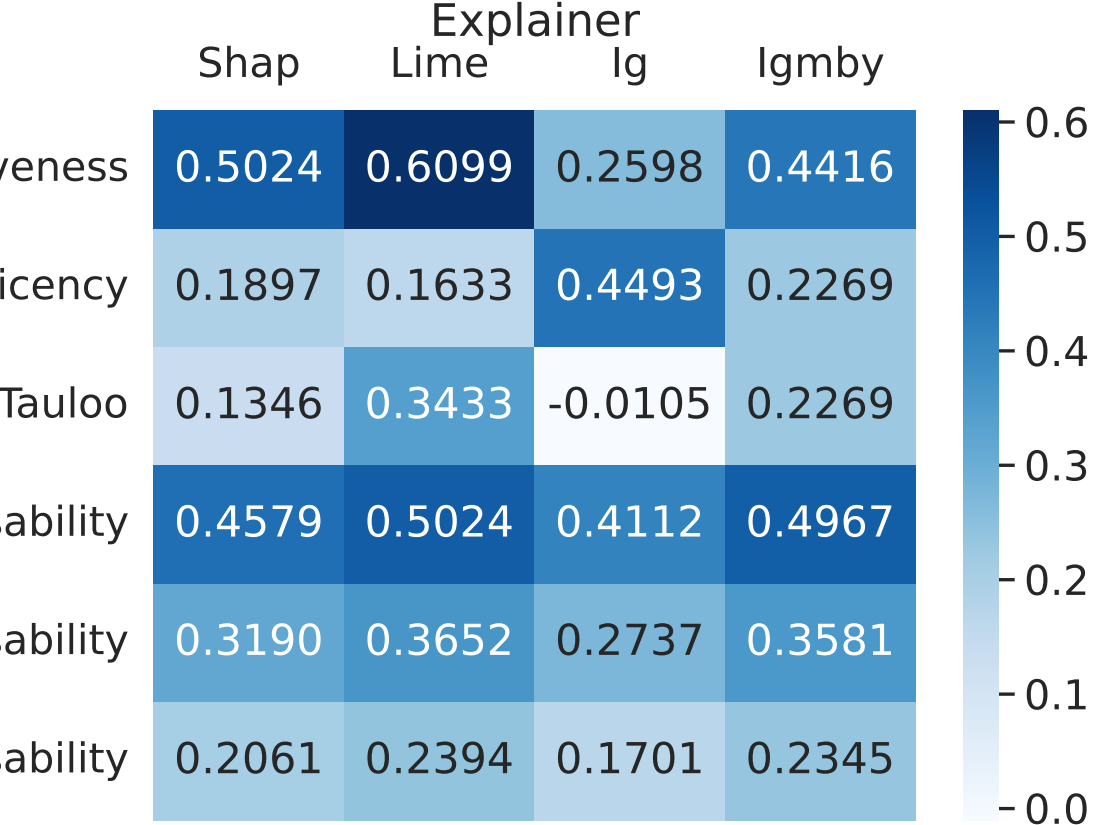 Explainer
Shap Lime Ig Igmby
veness 0.5024 0.6099 0.2598 0.4416
icency 0.1897 0.1633 0.4493 0.2269
Tauloo 0.1346 0.3433 -0.0105 0.2269
ability 0.4579 0.5024 0.4112 0.4967
ability 0.3190 0.3652 0.2737 0.3581
ability 0.2061 0.2394 0.1701 0.2345
0.6
0.5
0.4
0.3
0.2
0.1
0.0